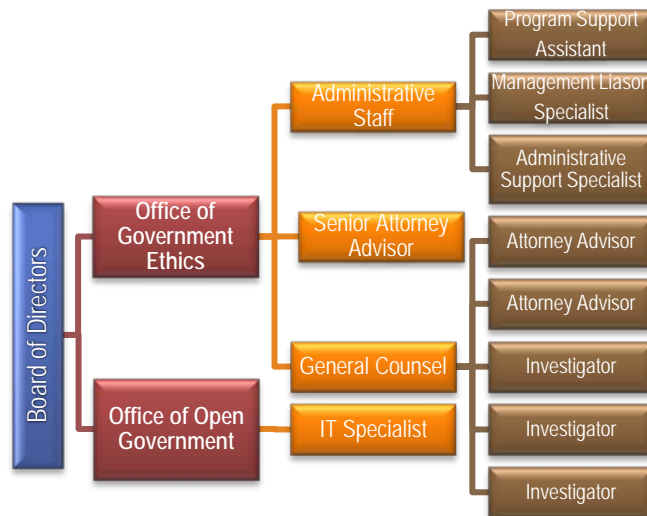 Board of Directors
Office of
Government
Ethics
Office of Open
Government
Administrative
Staff
Senior Attorney
Advisor
General Counsel
IT Specialist
Program Support
Assistant
Management Liason
Specialist
Administrative
Support Specialist
Attorney Advisor
Attorney Advisor
Investigator
Investigator
Investigator